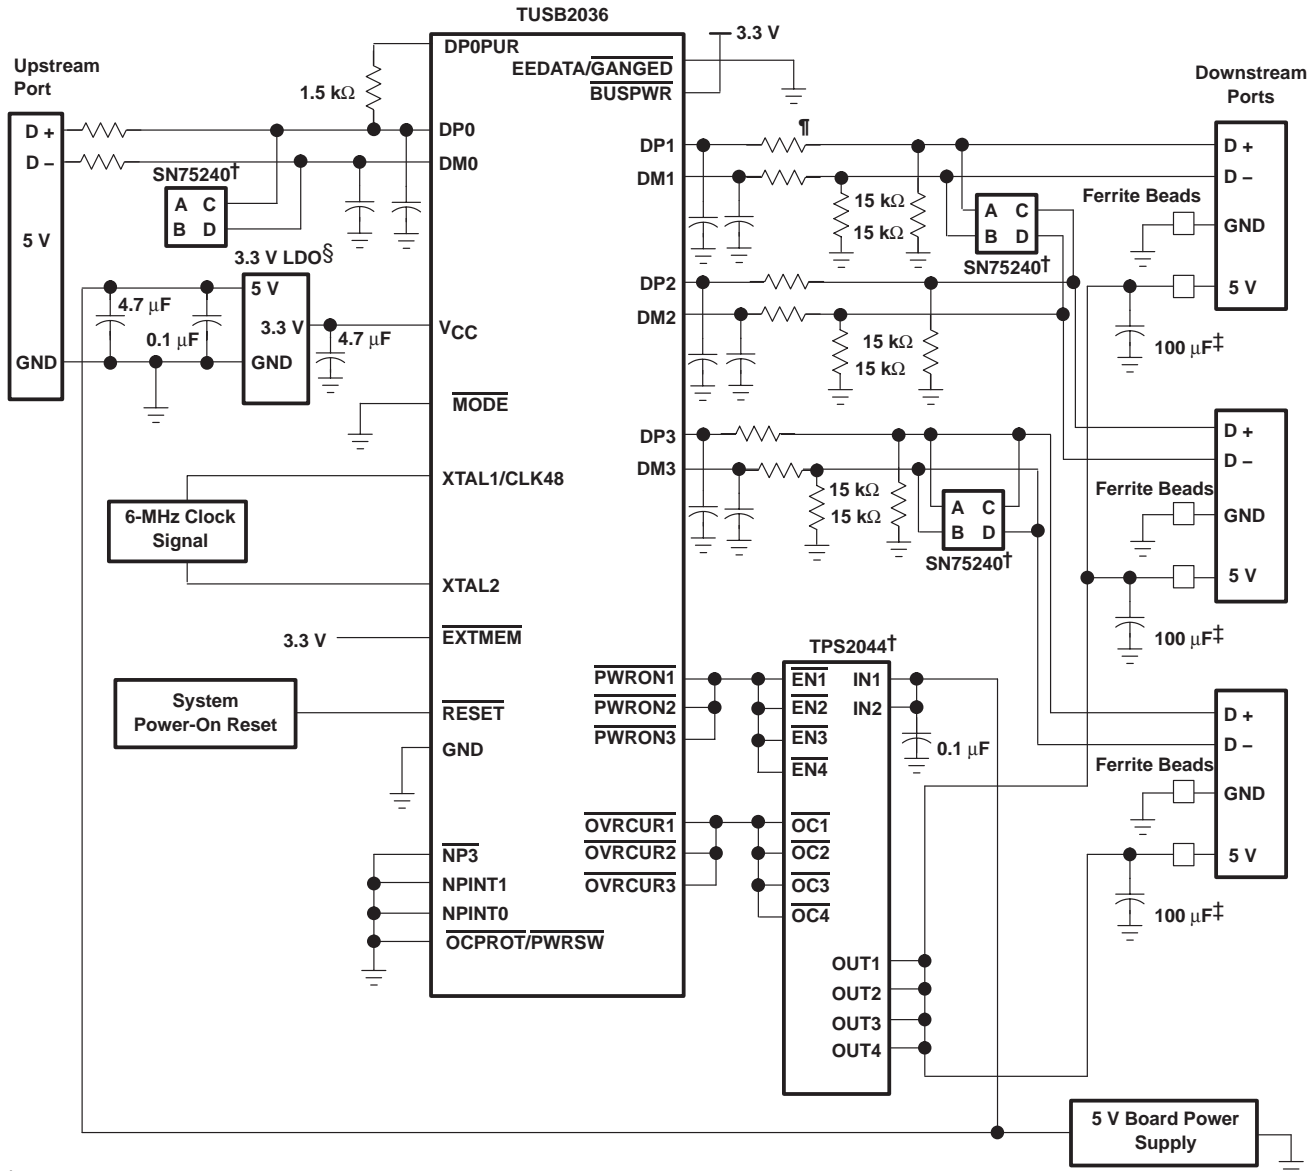 TUSB2036
Upstream
Port
D +
D –
5 V
GND
1.5 kΩ
SN75240†
A C
B D
3.3 V LDO§
5 V
3.3 V
GND
4.7 μF
0.1 μF
4.7 μF
6-MHz Clock
Signal
3.3 V
System
Power-On Reset
DP0PUR
DP0
DM0
VCC
MODE
XTAL1/CLK48
XTAL2
EXTMEM
RESET
GND
NP3
NPINT1
NPINT0
OCPROT/PWRSW
EEDATA/GANGED
BUSPWR
3.3 V
DP1
DM1
DP2
DM2
DP3
DM3
PWRON1
PWRON2
PWRON3
OVRCUR1
OVRCUR2
OVRCUR3
¶
15 kΩ
15 kΩ
A C
B D
SN75240†
15 kΩ
15 kΩ
15 kΩ
15 kΩ
A C
B D
SN75240†
TPS2044†
EN1
EN2
EN3
EN4
OC1
OC2
OC3
OC4
IN1
IN2
OUT1
OUT2
OUT3
OUT4
0.1 μF
Downstream
Ports
D +
D –
Ferrite Beads
GND
5 V
100 μF‡
D +
D –
Ferrite Beads
GND
5 V
100 μF‡
D +
D –
Ferrite Beads
GND
5 V
100 μF‡
5 V Board Power
Supply